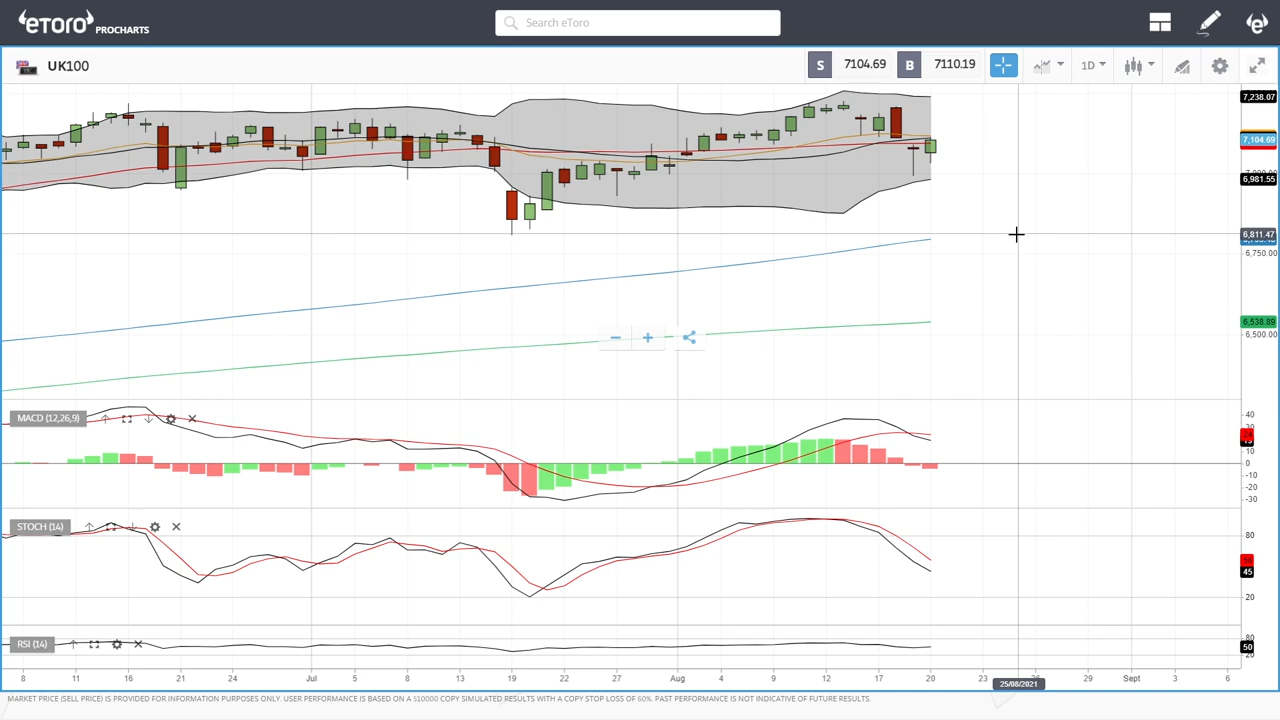 eToro PROCHARTS
Search eToro
UK100
S 7104.69 B 7110.19
1D
7,238.07
7,104.69
6,981.55
6,811.47
6,750.00
6,538.89
6,500.00
MACD (12,26,9)
40
30
10
0
-10
-20
-30
STOCH (14)
80
45
20
RSI (14)
80
50
20
8 11 16 21 24 Jul 5 8 13 19 22 27 Aug 4 9 12 17 20 23 26 29 Sept 3 6
25/08/2021
MARKET PRICE (SELL PRICE) IS PROVIDED FOR INFORMATION PURPOSES ONLY. USER PERFORMANCE IS BASED ON A $10000 COPY SIMULATED RESULTS WITH A COPY STOP LOSS OF 60%. PAST PERFORMANCE IS NOT INDICATIVE OF FUTURE RESULTS.